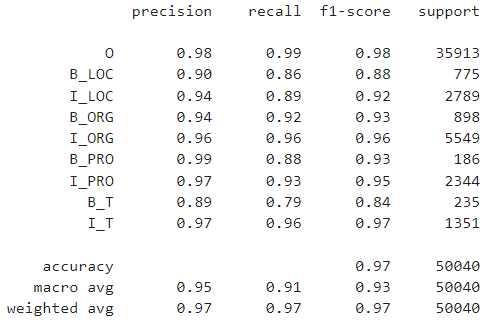 precision recall f1-score support
O 0.98 0.99 0.98 35913
B_LOC 0.90 0.86 0.88 775
I_LOC 0.94 0.89 0.92 2789
B_ORG 0.94 0.92 0.93 898
I_ORG 0.96 0.96 0.96 5549
B_PRO 0.99 0.88 0.93 186
I_PRO 0.97 0.93 0.95 2344
B_T 0.89 0.79 0.84 235
I_T 0.97 0.96 0.97 1351
accuracy 0.97 50040
macro avg 0.95 0.91 0.93 50040
weighted avg 0.97 0.97 0.97 50040